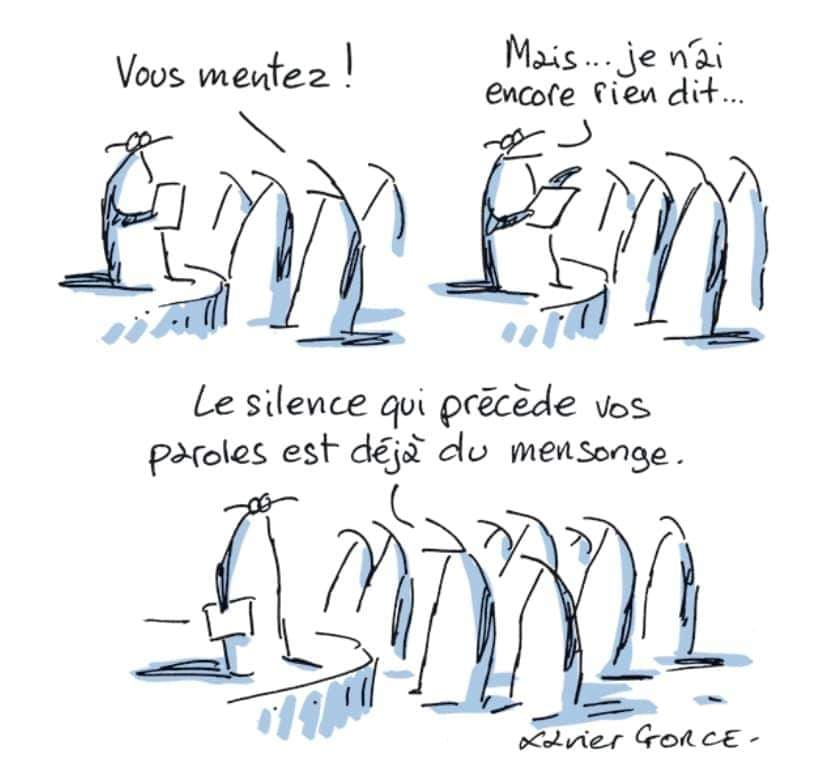 Vous mentez !
Mais... je n'ai
encore rien dit...
Le silence qui précède vos
paroles est déjà du mensonge.
Xavier GORCE -